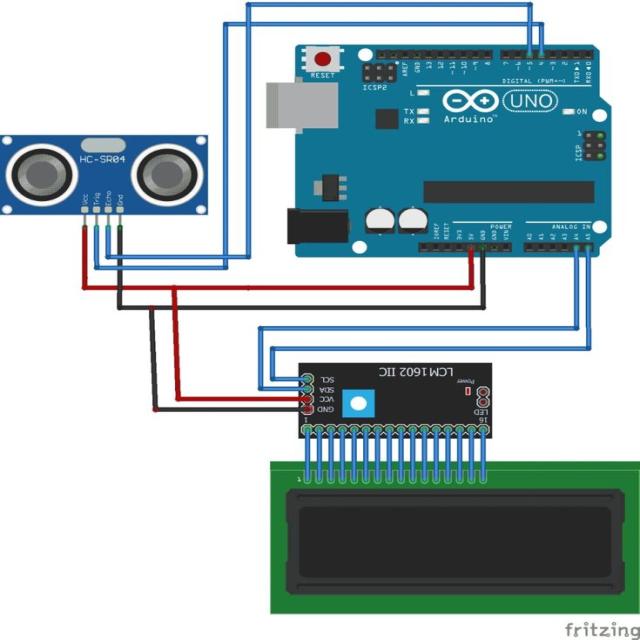 RESET
ICSP2
AREF
GND
13
12
~11
~10
~9
8
7
~6
~5
4
~3
2
TX0▶1
RX0◀0
DIGITAL (PWM=~)
L
TX
RX
Arduino™
UNO
ON
ICSP
1
HC-SR04
Vcc
Trig
Echo
Gnd
POWER
ANALOG IN
IOREF
RESET
3V3
5V
GND
GND
VIN
A0
A1
A2
A3
A4
A5
LCM1602 IIC
SCL
SDA
VCC
GND
Power
LED
1
16
1
fritzing